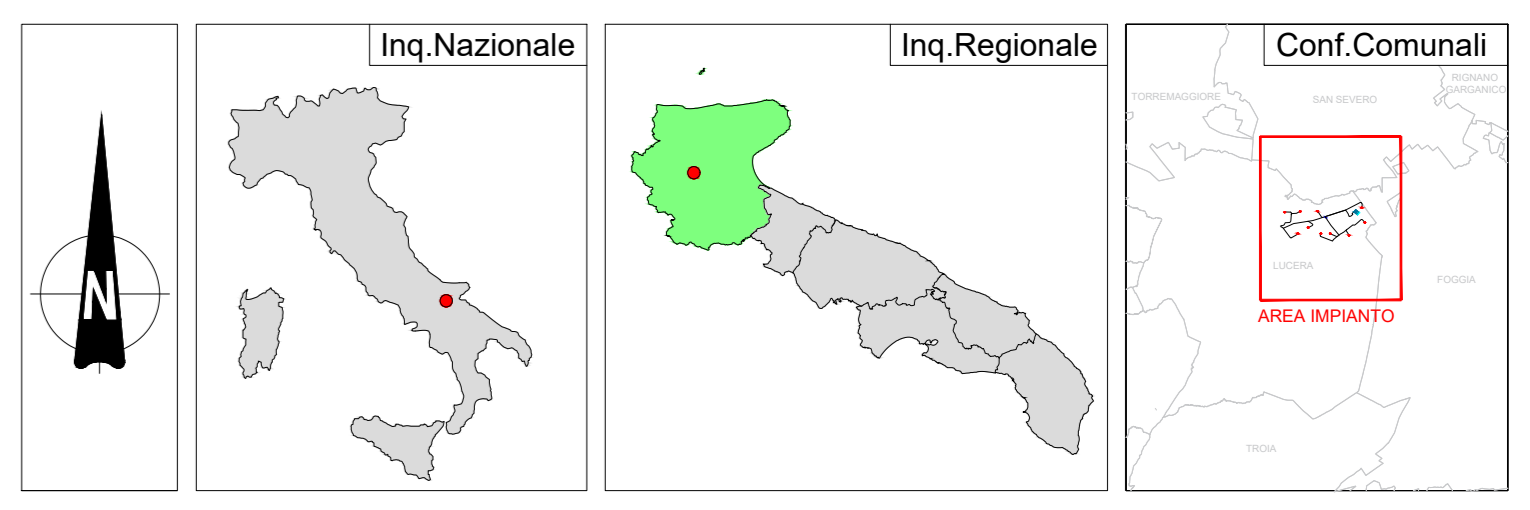 N
Inq.Nazionale
Inq.Regionale
Conf.Comunali
RIGNANO
GARGANICO
TORREMAGGIORE
SAN SEVERO
LUCERA
FOGGIA
AREA IMPIANTO
TROIA